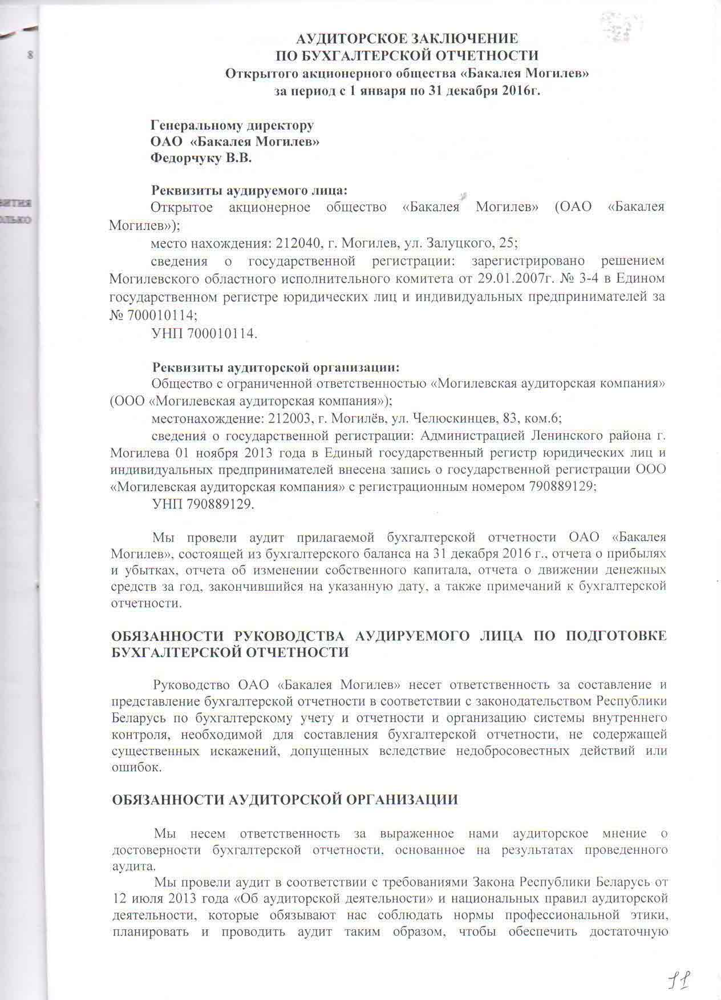 АУДИТОРСКОЕ ЗАКЛЮЧЕНИЕ
ПО БУХГАЛТЕРСКОЙ ОТЧЕТНОСТИ
Открытого акционерного общества «Бакалея Могилев»
за период с 1 января по 31 декабря 2016г.
Генеральному директору
ОАО «Бакалея Могилев»
Федорчуку В.В.
Реквизиты аудируемого лица:
Открытое акционерное общество «Бакалея Могилев» (ОАО «Бакалея
Могилев»);
место нахождения: 212040, г. Могилев, ул. Залуцкого, 25;
сведения о государственной регистрации: зарегистрировано решением
Могилевского областного исполнительного комитета от 29.01.2007г. № 3-4 в Едином
государственном регистре юридических лиц и индивидуальных предпринимателей за
№ 700010114;
УНП 700010114.
Реквизиты аудиторской организации:
Общество с ограниченной ответственностью «Могилевская аудиторская компания»
(ООО «Могилевская аудиторская компания»);
местонахождение: 212003, г. Могилёв, ул. Челюскинцев, 83, ком.6;
сведения о государственной регистрации: Администрацией Ленинского района г.
Могилева 01 ноября 2013 года в Единый государственный регистр юридических лиц и
индивидуальных предпринимателей внесена запись о государственной регистрации ООО
«Могилевская аудиторская компания» с регистрационным номером 790889129;
УНП 790889129.
Мы провели аудит прилагаемой бухгалтерской отчетности ОАО «Бакалея
Могилев», состоящей из бухгалтерского баланса на 31 декабря 2016 г., отчета о прибылях
и убытках, отчета об изменении собственного капитала, отчета о движении денежных
средств за год, закончившийся на указанную дату, а также примечаний к бухгалтерской
отчетности.
ОБЯЗАННОСТИ РУКОВОДСТВА АУДИРУЕМОГО ЛИЦА ПО ПОДГОТОВКЕ
БУХГАЛТЕРСКОЙ ОТЧЕТНОСТИ
Руководство ОАО «Бакалея Могилев» несет ответственность за составление и
представление бухгалтерской отчетности в соответствии с законодательством Республики
Беларусь по бухгалтерскому учету и отчетности и организацию системы внутреннего
контроля, необходимой для составления бухгалтерской отчетности, не содержащей
существенных искажений, допущенных вследствие недобросовестных действий или
ошибок.
ОБЯЗАННОСТИ АУДИТОРСКОЙ ОРГАНИЗАЦИИ
Мы несем ответственность за выраженное нами аудиторское мнение о
достоверности бухгалтерской отчетности, основанное на результатах проведенного
аудита.
Мы провели аудит в соответствии с требованиями Закона Республики Беларусь от
12 июля 2013 года «Об аудиторской деятельности» и национальных правил аудиторской
деятельности, которые обязывают нас соблюдать нормы профессиональной этики,
планировать и проводить аудит таким образом, чтобы обеспечить достаточную
11
8